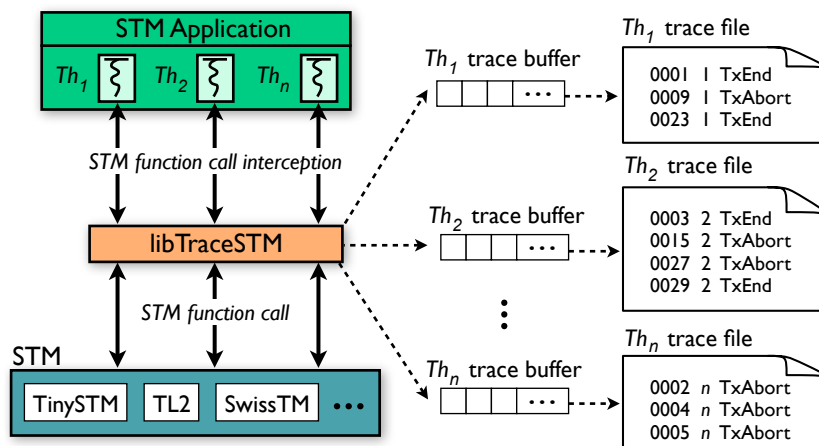 STM Application
Th1 Th2 Thn
STM function call interception
libTraceSTM
STM function call
STM
TinySTM TL2 SwissTM ...
Th1 trace buffer
...
Th2 trace buffer
...
Thn trace buffer
...
Th1 trace file
0001 1 TxEnd
0009 1 TxAbort
0023 1 TxEnd
Th2 trace file
0003 2 TxEnd
0015 2 TxAbort
0027 2 TxAbort
0029 2 TxEnd
Thn trace file
0002 n TxAbort
0004 n TxAbort
0005 n TxAbort